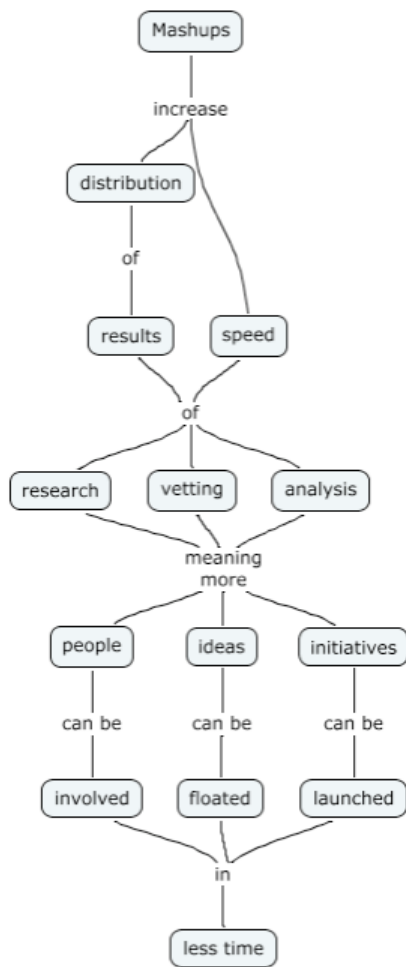 Mashups
increase
distribution
of
results
speed
of
research
vetting
analysis
meaning
more
people
ideas
initiatives
can be
can be
can be
involved
floated
launched
in
less time